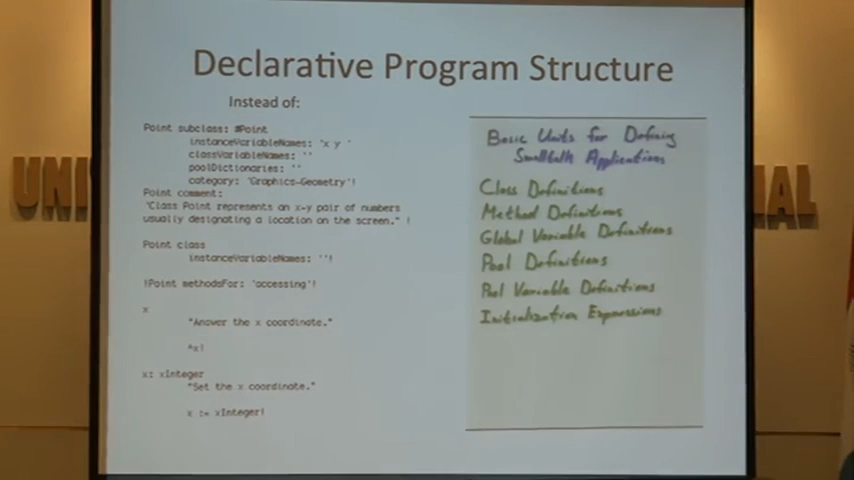 Declarative Program Structure
Instead of:
Point subclass: #Point
instanceVariableNames: 'x y '
classVariableNames: ''
poolDictionaries: ''
category: 'Graphics-Geometry'!
Point comment:
'Class Point represents an x-y pair of numbers
usually designating a location on the screen." !
Point class
instanceVariableNames: ''!
!Point methodsFor: 'accessing'!
x
"Answer the x coordinate."
^x!
x: xInteger
"Set the x coordinate."
x := xInteger!
Basic Units for Defining
Smalltalk Applications
Class Definitions
Method Definitions
Global Variable Definitions
Pool Definitions
Pool Variable Definitions
Initialization Expressions
UNI
AL